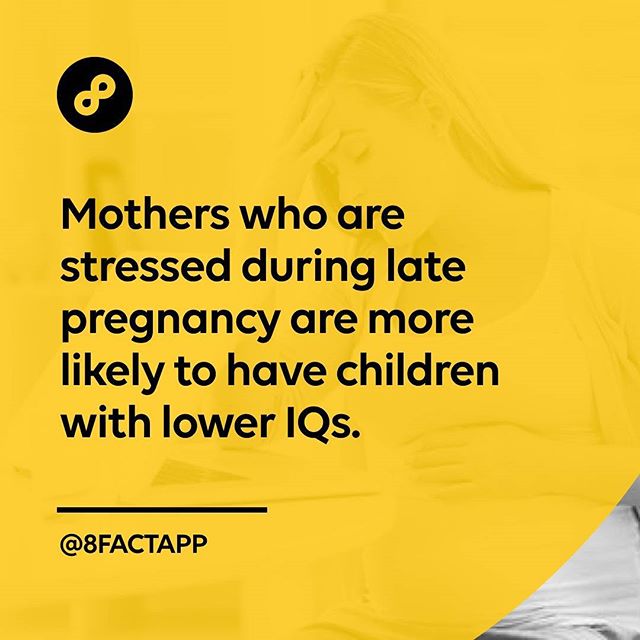 Mothers who are
stressed during late
pregnancy are more
likely to have children
with lower IQs.
@8FACTAPP